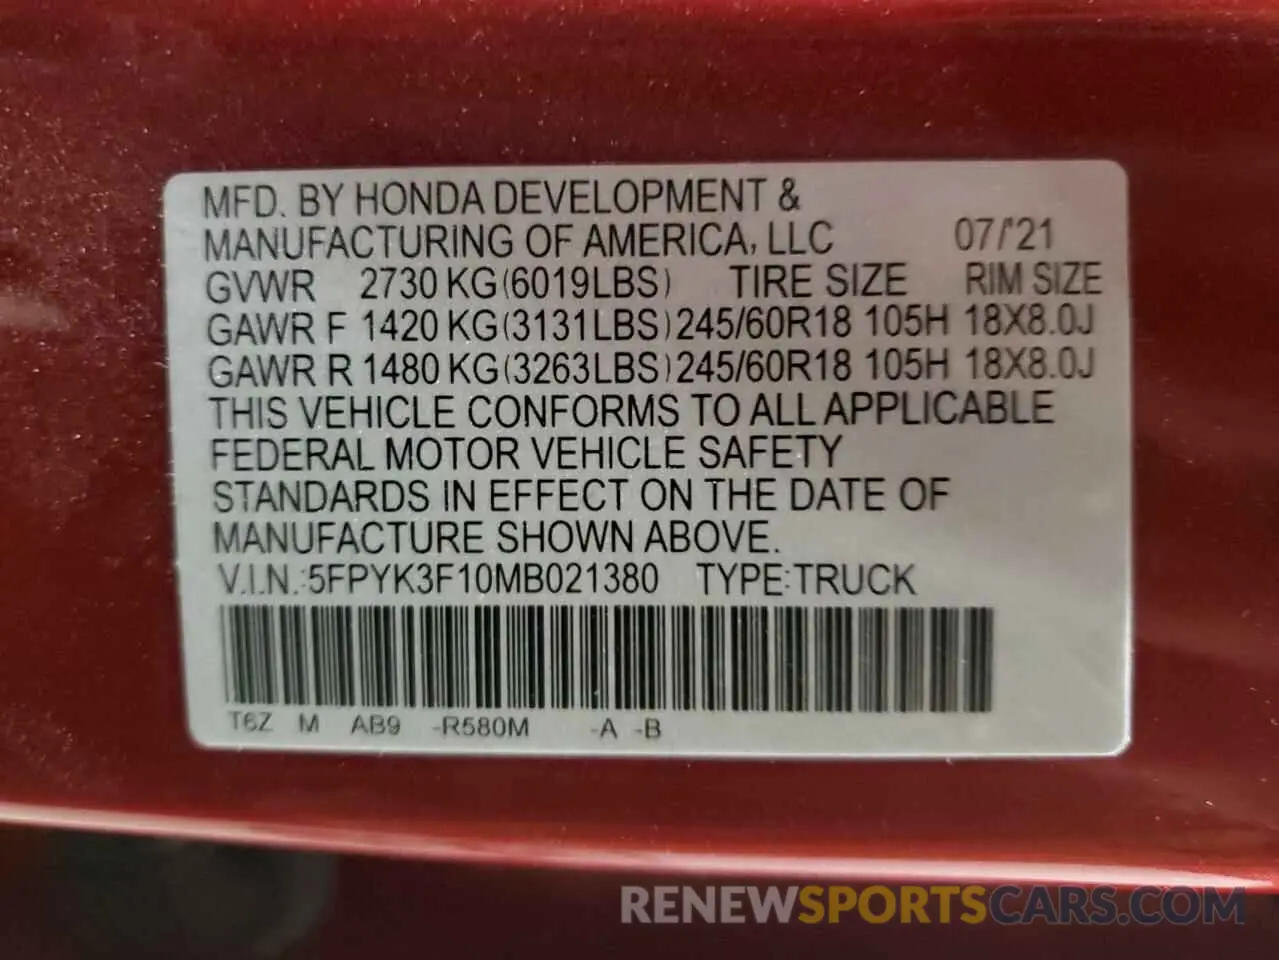 MFD. BY HONDA DEVELOPMENT &
MANUFACTURING OF AMERICA, LLC 07/'21
GVWR 2730 KG(6019LBS) TIRE SIZE RIM SIZE
GAWR F 1420 KG(3131LBS)245/60R18 105H 18X8.0J
GAWR R 1480 KG(3263LBS)245/60R18 105H 18X8.0J
THIS VEHICLE CONFORMS TO ALL APPLICABLE
FEDERAL MOTOR VEHICLE SAFETY
STANDARDS IN EFFECT ON THE DATE OF
MANUFACTURE SHOWN ABOVE.
V.I.N.:5FPYK3F10MB021380 TYPE:TRUCK
T6Z M AB9 -R580M -A -B
RENEWSPORTSCARS.COM